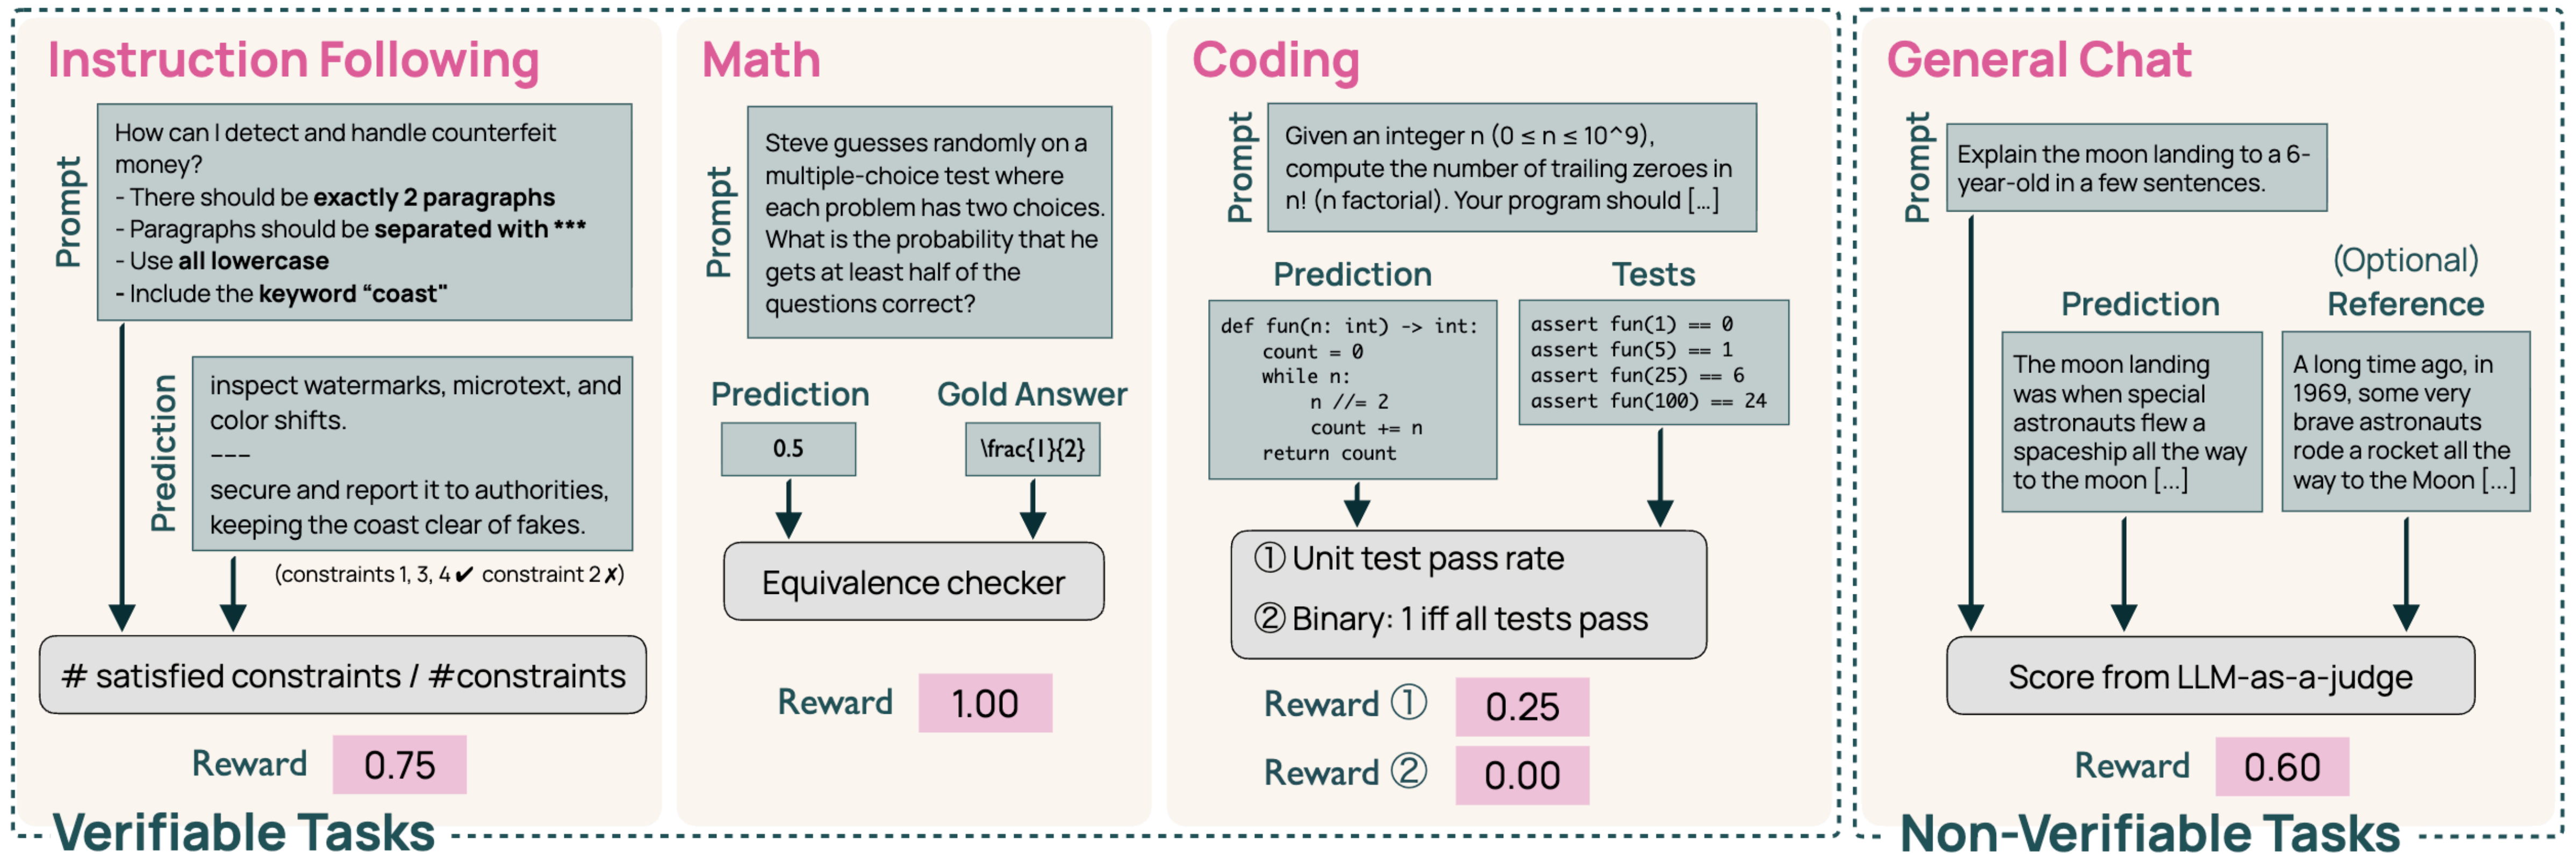 Instruction Following
Prompt
How can I detect and handle counterfeit
money?
- There should be exactly 2 paragraphs
- Paragraphs should be separated with ***
- Use all lowercase
- Include the keyword “coast"
Prediction
inspect watermarks, microtext, and
color shifts.
---
secure and report it to authorities,
keeping the coast clear of fakes.
(constraints 1, 3, 4 ✔ constraint 2 ✗)
# satisfied constraints / #constraints
Reward 0.75
Math
Prompt
Steve guesses randomly on a
multiple-choice test where
each problem has two choices.
What is the probability that he
gets at least half of the
questions correct?
Prediction
0.5
Gold Answer
\frac{1}{2}
Equivalence checker
Reward 1.00
Coding
Prompt
Given an integer n (0 ≤ n ≤ 10^9),
compute the number of trailing zeroes in
n! (n factorial). Your program should [...]
Prediction
def fun(n: int) -> int:
    count = 0
    while n:
        n //= 2
        count += n
    return count
Tests
assert fun(1) == 0
assert fun(5) == 1
assert fun(25) == 6
assert fun(100) == 24
① Unit test pass rate
② Binary: 1 iff all tests pass
Reward ① 0.25
Reward ② 0.00
Verifiable Tasks
General Chat
Prompt
Explain the moon landing to a 6-
year-old in a few sentences.
Prediction
The moon landing
was when special
astronauts flew a
spaceship all the way
to the moon [...]
(Optional)
Reference
A long time ago, in
1969, some very
brave astronauts
rode a rocket all the
way to the Moon [...]
Score from LLM-as-a-judge
Reward 0.60
Non-Verifiable Tasks